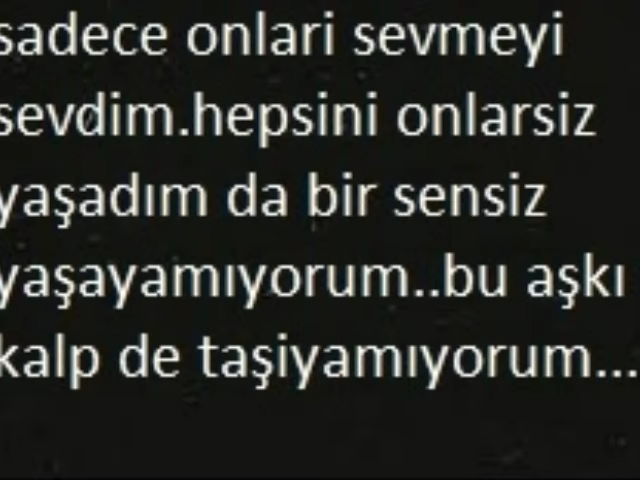 sadece onlari sevmeyi
sevdim.hepsini onlarsiz
yaşadım da bir sensiz
yaşayamıyorum..bu aşkı
kalp de taşiyamıyorum...